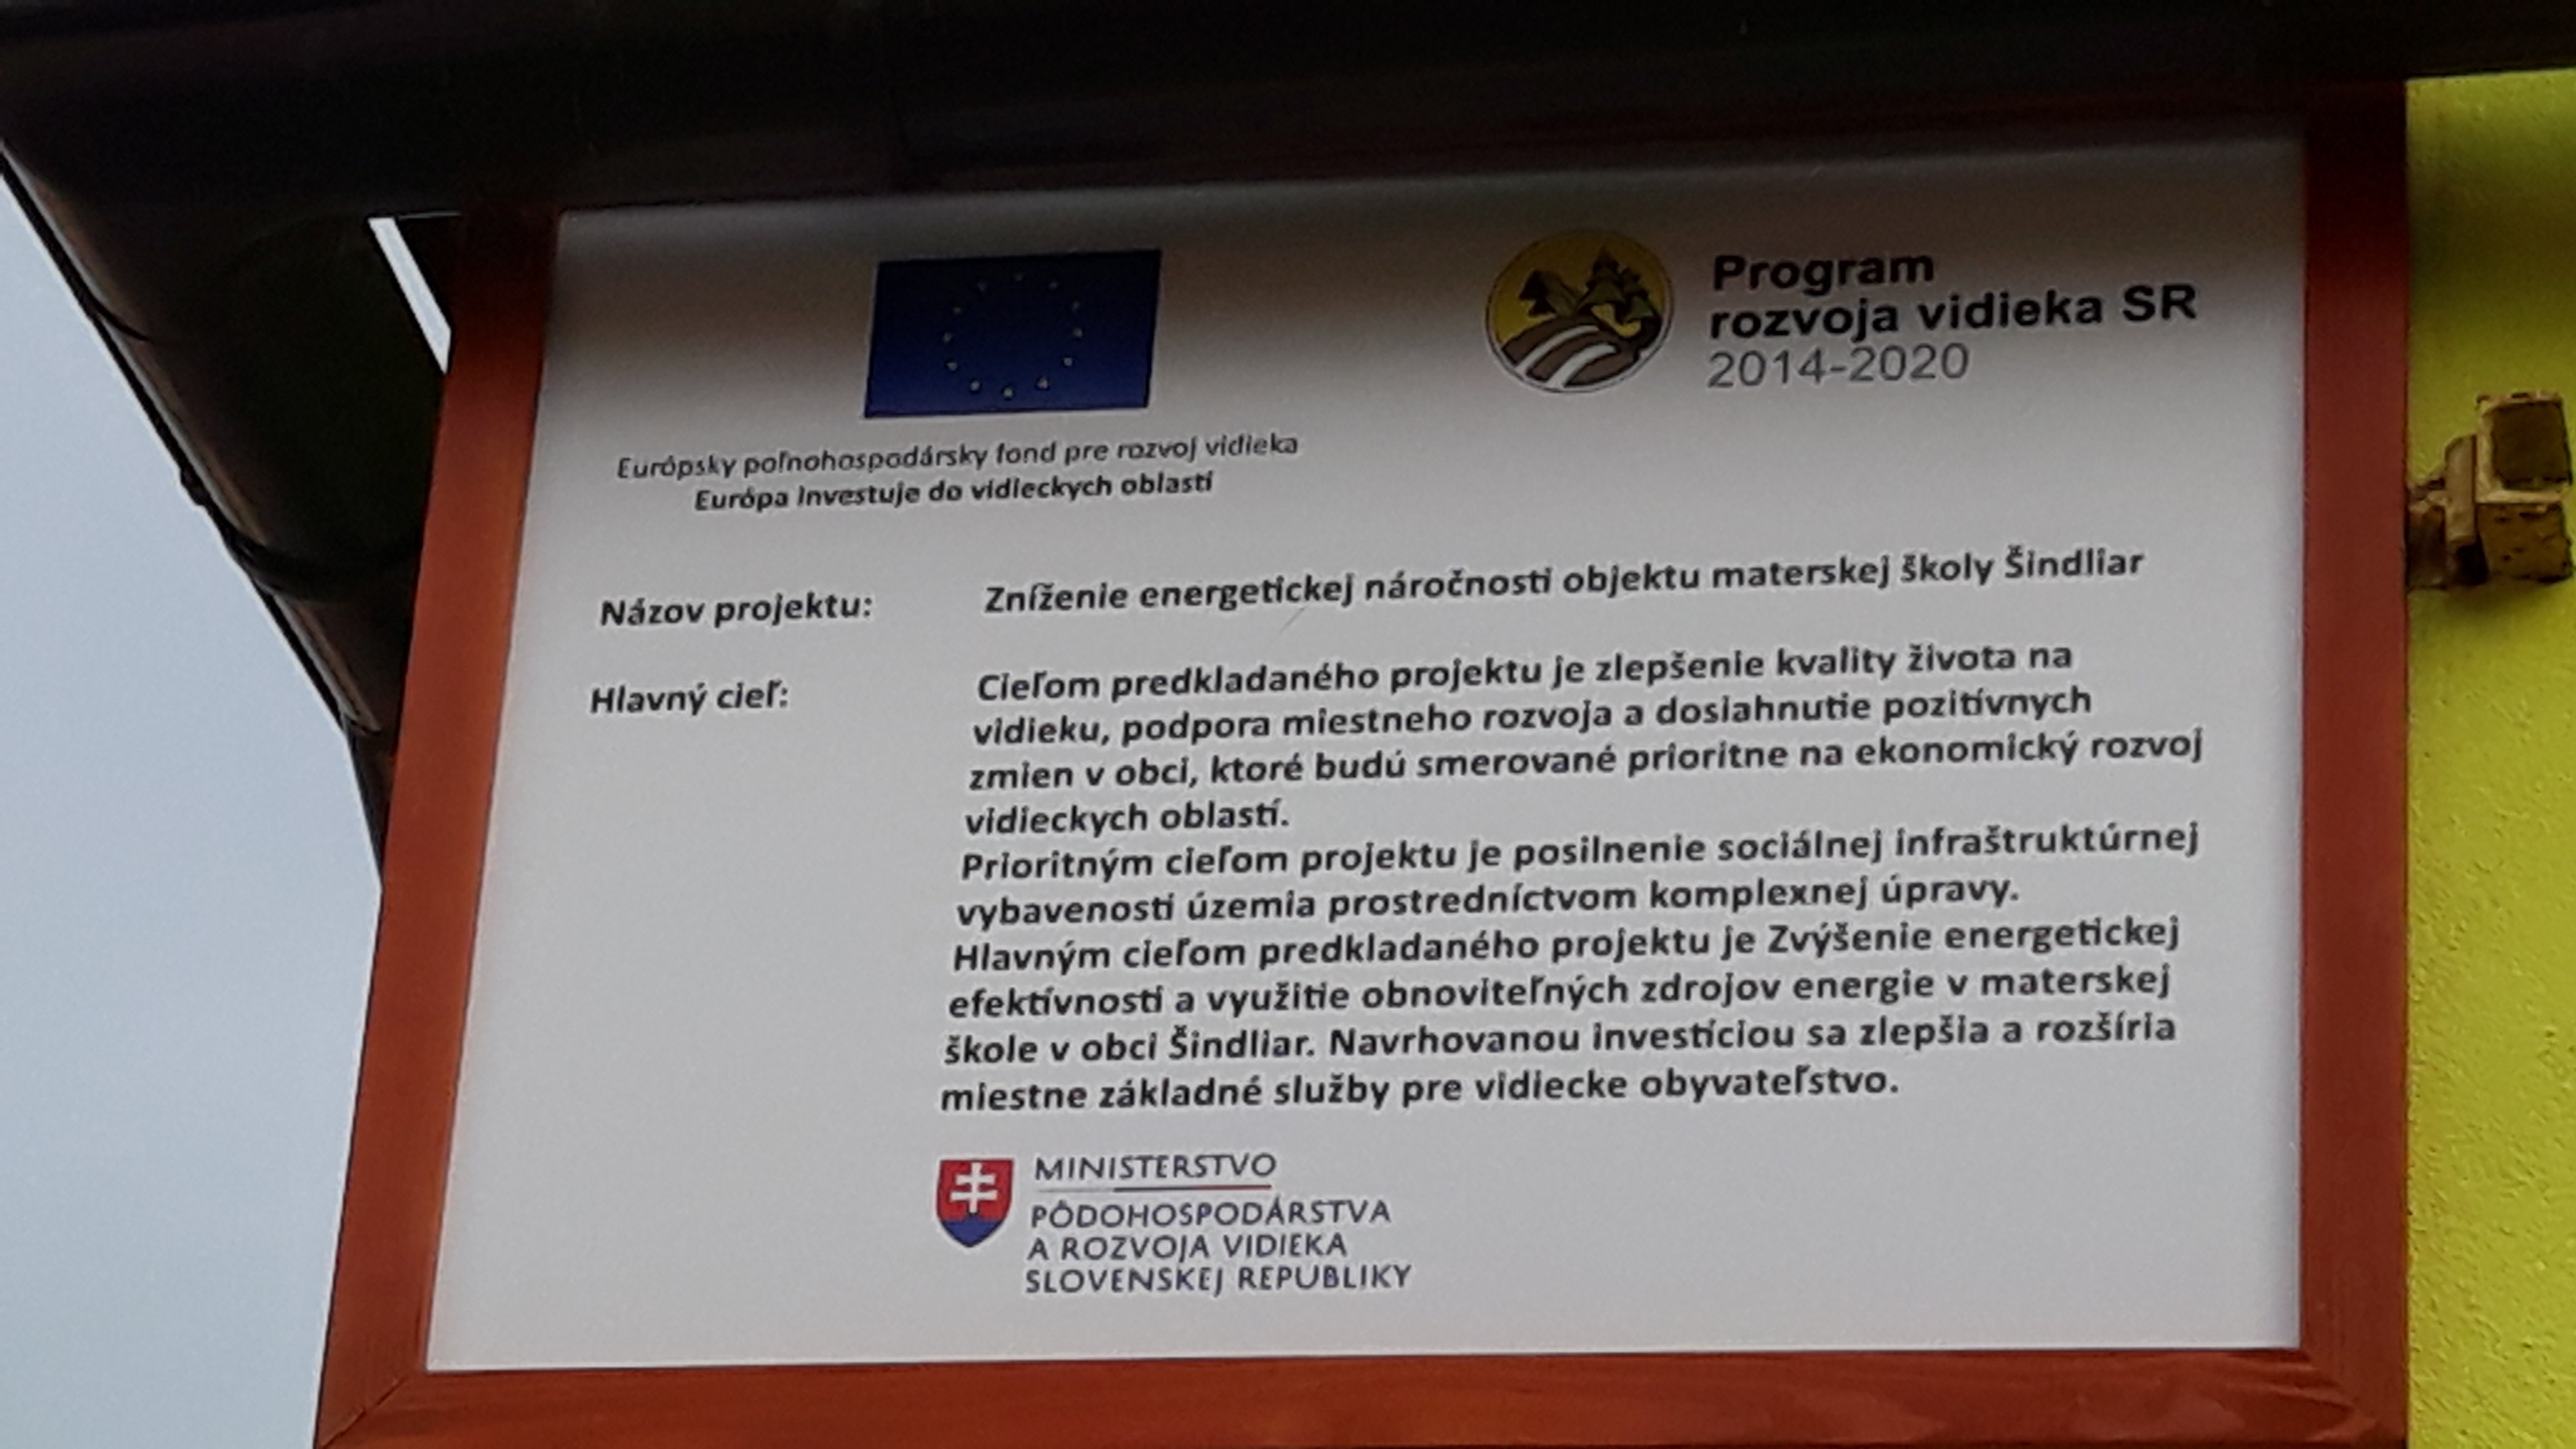 Program
rozvoja vidieka SR
2014-2020
Európsky poľnohospodársky fond pre rozvoj vidieka
Európa investuje do vidieckych oblastí
Názov projektu: Zníženie energetickej náročnosti objektu materskej školy Šindliar
Hlavný cieľ: Cieľom predkladaného projektu je zlepšenie kvality života na
vidieku, podpora miestneho rozvoja a dosiahnutie pozitívnych
zmien v obci, ktoré budú smerované prioritne na ekonomický rozvoj
vidieckych oblastí.
Prioritným cieľom projektu je posilnenie sociálnej infraštruktúrnej
vybavenosti územia prostredníctvom komplexnej úpravy.
Hlavným cieľom predkladaného projektu je Zvýšenie energetickej
efektívnosti a využitie obnoviteľných zdrojov energie v materskej
škole v obci Šindliar. Navrhovanou investíciou sa zlepšia a rozšíria
miestne základné služby pre vidiecke obyvateľstvo.
MINISTERSTVO
PÔDOHOSPODÁRSTVA
A ROZVOJA VIDIEKA
SLOVENSKEJ REPUBLIKY